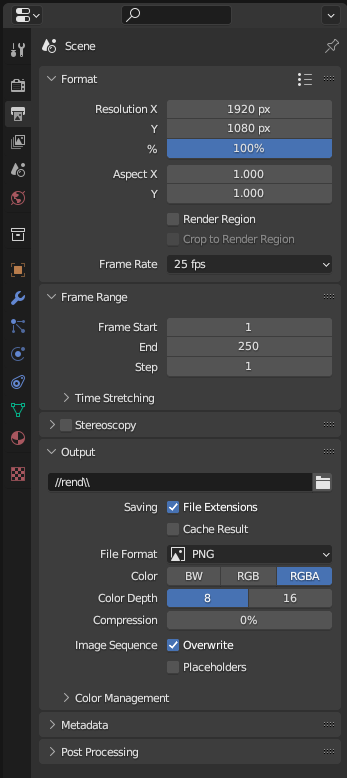 Scene
Format
Resolution X 1920 px
Y 1080 px
% 100%
Aspect X 1.000
Y 1.000
Render Region
Crop to Render Region
Frame Rate 25 fps
Frame Range
Frame Start 1
End 250
Step 1
Time Stretching
Stereoscopy
Output
//rend\\
Saving File Extensions
Cache Result
File Format PNG
Color BW RGB RGBA
Color Depth 8 16
Compression 0%
Image Sequence Overwrite
Placeholders
Color Management
Metadata
Post Processing